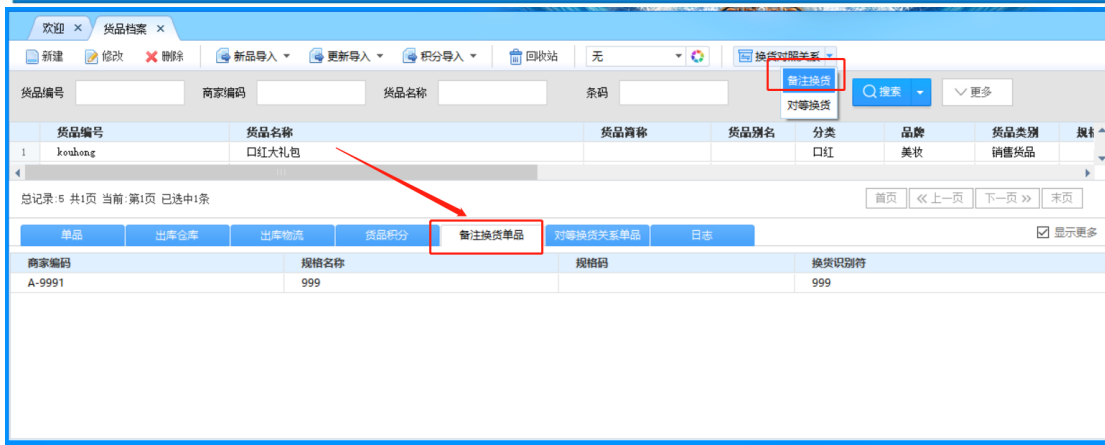 欢迎 × 货品档案 ×
新建 修改 删除 新品导入 更新导入 积分导入 回收站 无 换货对照关系
备注换货
对等换货
货品编号 商家编码 货品名称 条码 搜索 更多
货品编号 货品名称 货品简称 货品别名 分类 品牌 货品类别
1 kouhong 口红大礼包 口红 美妆 销售货品
总记录:5 共1页 当前:第1页 已选中1条 首页 上一页 下一页 末页
单品 出库仓库 出库物流 货品积分 备注换货单品 对等换货关系单品 日志 显示更多
商家编码 规格名称 规格码 换货识别符
A-9991 999 999